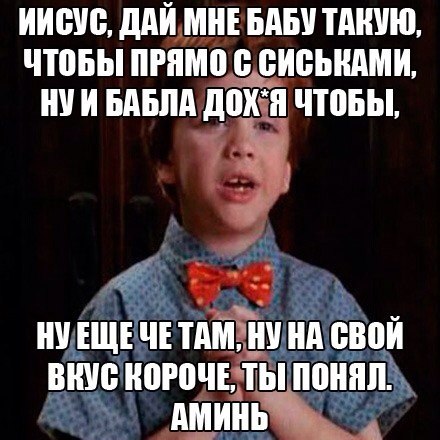 ИИСУС, ДАЙ МНЕ БАБУ ТАКУЮ,
ЧТОБЫ ПРЯМО С СИСЬКАМИ,
НУ И БАБЛА ДОХ*Я ЧТОБЫ,
НУ ЕЩЕ ЧЕ ТАМ, НУ НА СВОЙ
ВКУС КОРОЧЕ, ТЫ ПОНЯЛ.
АМИНЬ